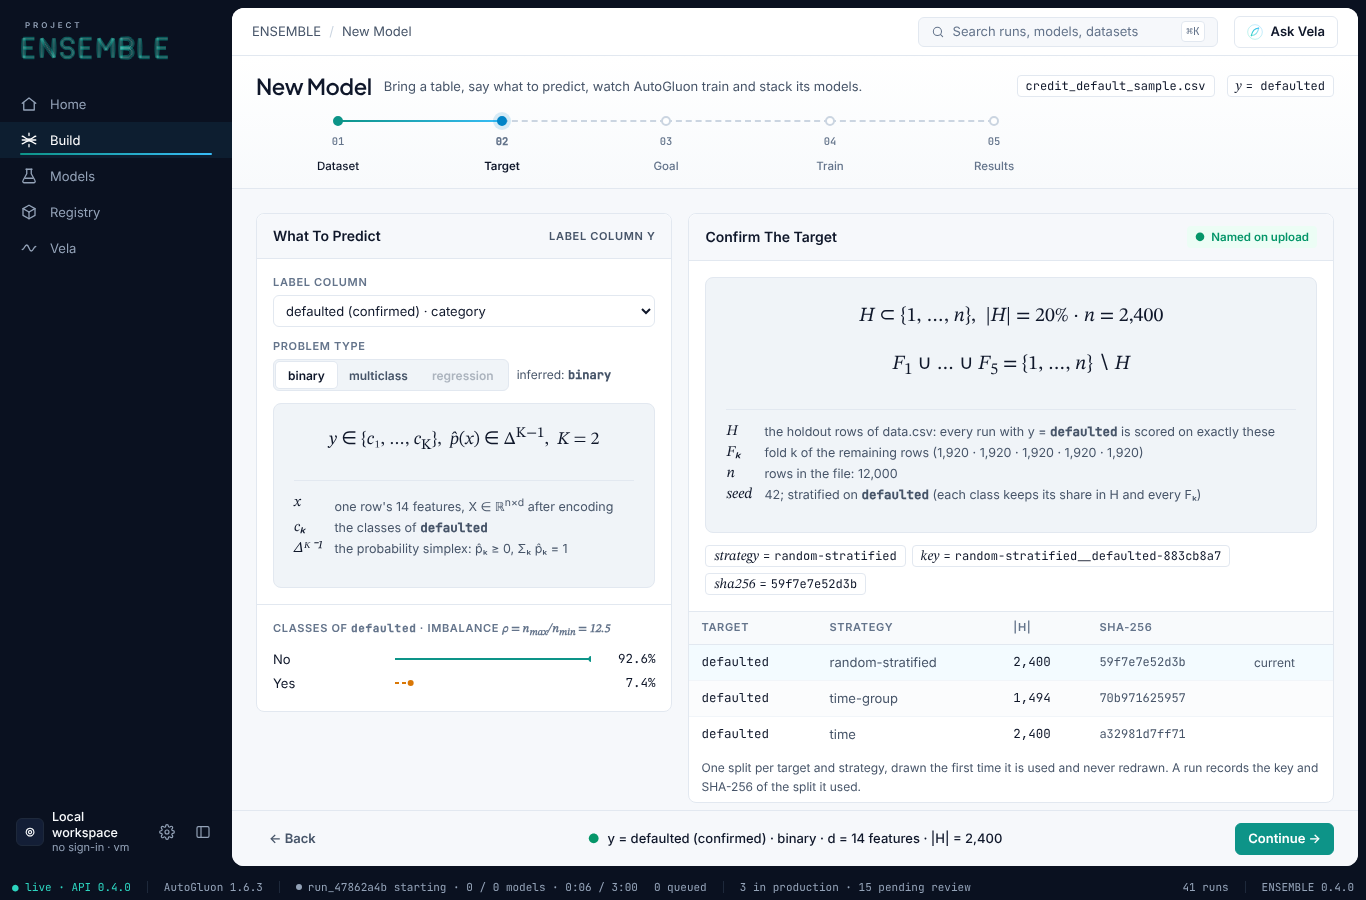 PROJECT
ENSEMBLE
Home
Build
Models
Registry
Vela
Local workspace
no sign-in · vm
ENSEMBLE / New Model
Search runs, models, datasets
⌘K
Ask Vela
New Model
Bring a table, say what to predict, watch AutoGluon train and stack its models.
credit_default_sample.csv
y = defaulted
01 02 03 04 05
Dataset Target Goal Train Results
What To Predict
LABEL COLUMN Y
LABEL COLUMN
defaulted (confirmed) · category
PROBLEM TYPE
binary multiclass regression inferred: binary
y ∈ {c₁, …, c_K}, p̂(x) ∈ Δ^{K−1}, K = 2
x one row's 14 features, X ∈ ℝⁿˣᵈ after encoding
cₖ the classes of defaulted
Δᴷ⁻¹ the probability simplex: p̂ₖ ≥ 0, Σₖ p̂ₖ = 1
CLASSES OF defaulted · IMBALANCE ρ = n_max/n_min = 12.5
No 92.6%
Yes 7.4%
Confirm The Target
Named on upload
H ⊂ {1, …, n}, |H| = 20% · n = 2,400
F₁ ∪ … ∪ F₅ = {1, …, n} ∖ H
H the holdout rows of data.csv: every run with y = defaulted is scored on exactly these
Fₖ fold k of the remaining rows (1,920 · 1,920 · 1,920 · 1,920 · 1,920)
n rows in the file: 12,000
seed 42; stratified on defaulted (each class keeps its share in H and every Fₖ)
strategy = random-stratified
key = random-stratified__defaulted-883cb8a7
sha256 = 59f7e7e52d3b
TARGET STRATEGY |H| SHA-256
defaulted random-stratified 2,400 59f7e7e52d3b current
defaulted time-group 1,494 70b971625957
defaulted time 2,400 a32981d7ff71
One split per target and strategy, drawn the first time it is used and never redrawn. A run records the key and
SHA-256 of the split it used.
← Back
y = defaulted (confirmed) · binary · d = 14 features · |H| = 2,400
Continue →
live · API 0.4.0
AutoGluon 1.6.3
run_47862a4b starting · 0 / 0 models · 0:06 / 3:00 0 queued
3 in production · 15 pending review
41 runs
ENSEMBLE 0.4.0